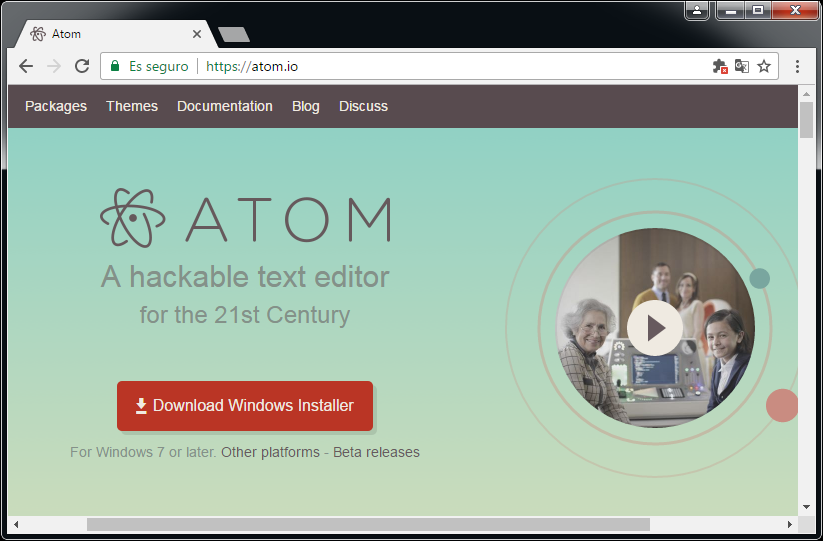 Atom
Es seguro | https://atom.io
Packages Themes Documentation Blog Discuss
ATOM
A hackable text editor
for the 21st Century
Download Windows Installer
For Windows 7 or later. Other platforms - Beta releases